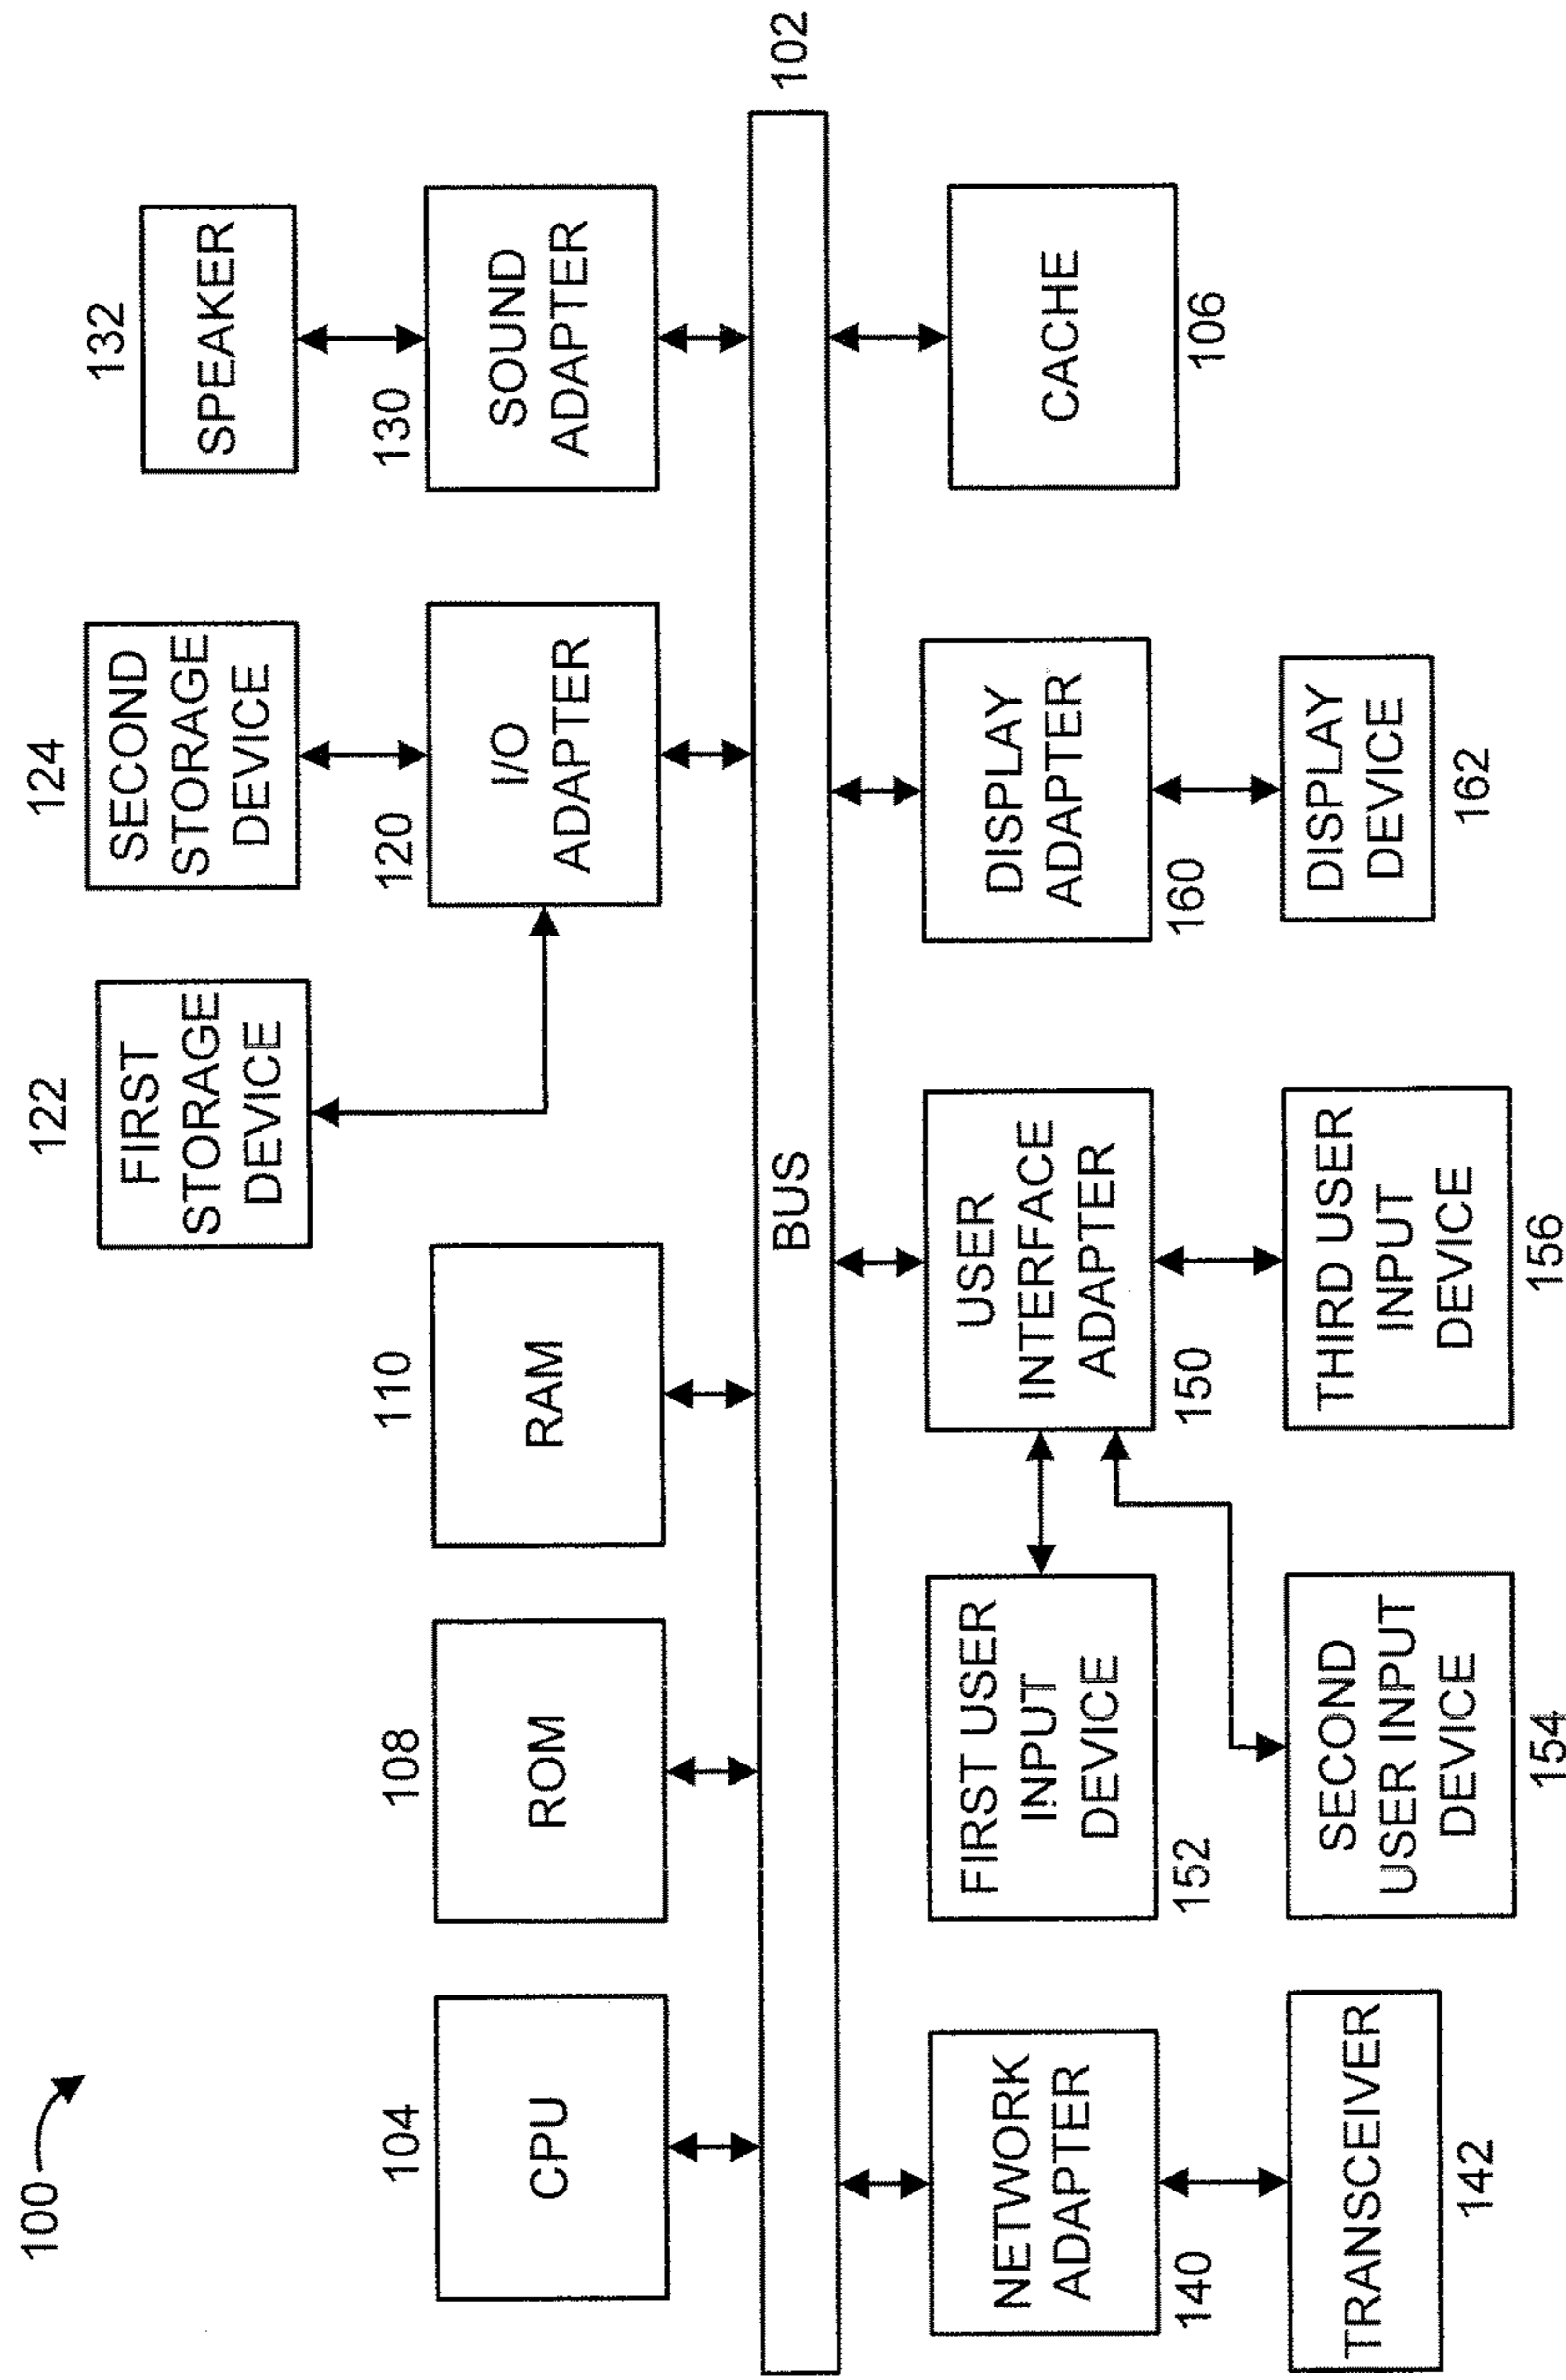 100
122
FIRST
STORAGE
DEVICE
124
SECOND
STORAGE
DEVICE
132
SPEAKER
104
CPU
108
ROM
110
RAM
120
I/O
ADAPTER
130
SOUND
ADAPTER
BUS
102
NETWORK
ADAPTER
140
FIRST USER
INPUT
DEVICE
152
USER
INTERFACE
ADAPTER
150
DISPLAY
ADAPTER
160
CACHE
106
TRANSCEIVER
142
SECOND
USER INPUT
DEVICE
154
THIRD USER
INPUT
DEVICE
156
DISPLAY
DEVICE
162